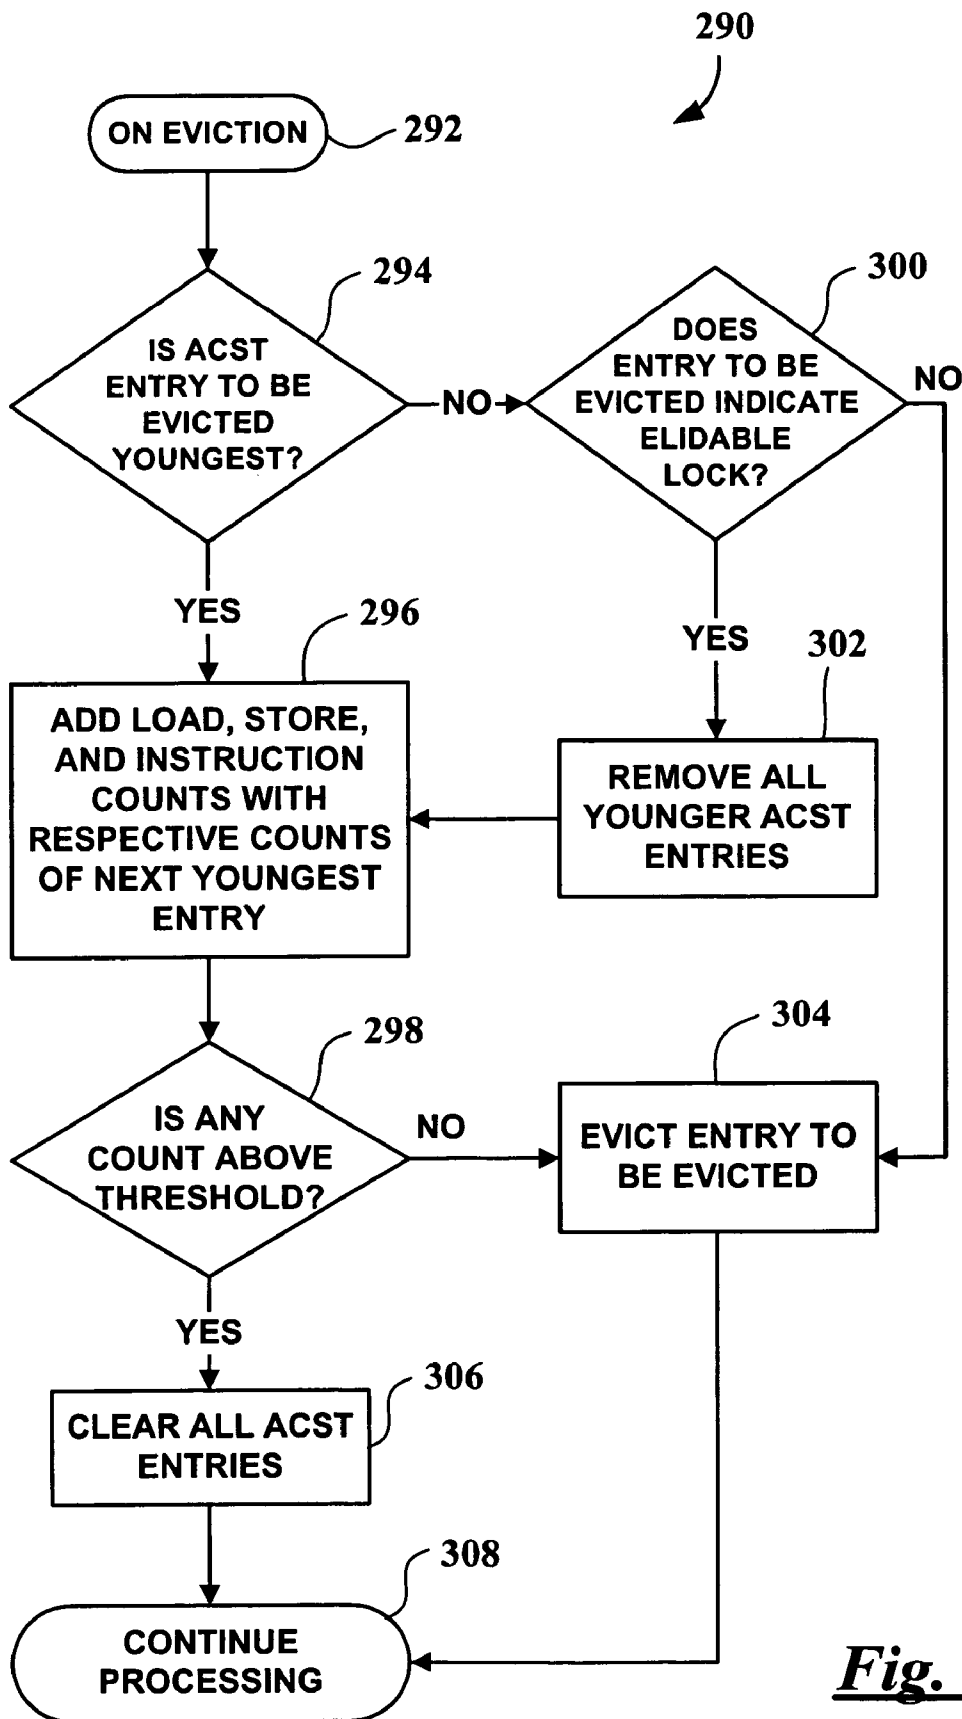 290
ON EVICTION
292
294
IS ACST
ENTRY TO BE
EVICTED
YOUNGEST?
NO
300
DOES
ENTRY TO BE
EVICTED INDICATE
ELIDABLE
LOCK?
NO
YES
296
ADD LOAD, STORE,
AND INSTRUCTION
COUNTS WITH
RESPECTIVE COUNTS
OF NEXT YOUNGEST
ENTRY
YES
302
REMOVE ALL
YOUNGER ACST
ENTRIES
298
IS ANY
COUNT ABOVE
THRESHOLD?
NO
304
EVICT ENTRY TO
BE EVICTED
YES
306
CLEAR ALL ACST
ENTRIES
308
CONTINUE
PROCESSING
Fig.